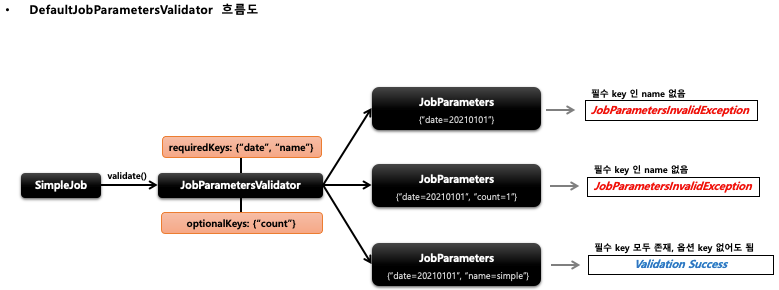 • DefaultJobParametersValidator 흐름도
JobParameters
{"date=20210101"}
필수 key 인 name 없음
JobParametersInvalidException
requiredKeys: {"date", "name"}
SimpleJob
validate()
JobParametersValidator
optionalKeys: {"count"}
JobParameters
{"date=20210101", "count=1"}
필수 key 인 name 없음
JobParametersInvalidException
JobParameters
{"date=20210101", "name=simple"}
필수 key 모두 존재, 옵션 key 없어도 됨
Validation Success